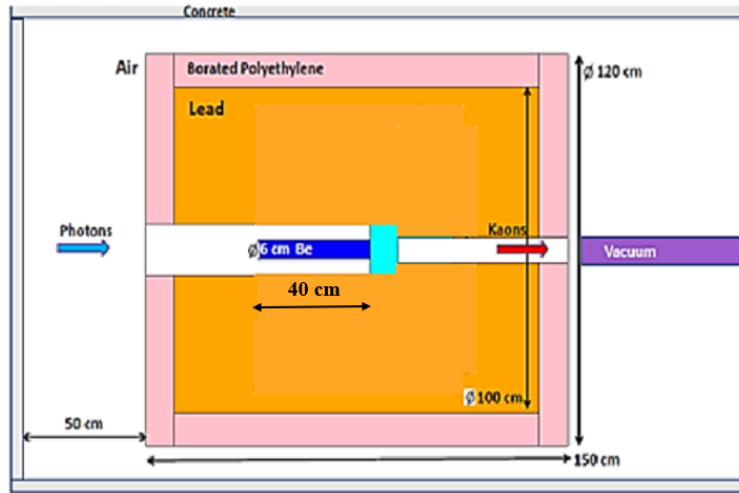 Concrete
Air
Borated Polyethylene
Ø 120 cm
Lead
Photons
Ø6 cm Be
Kaons
Vacuum
40 cm
Ø 100 cm
50 cm
150 cm